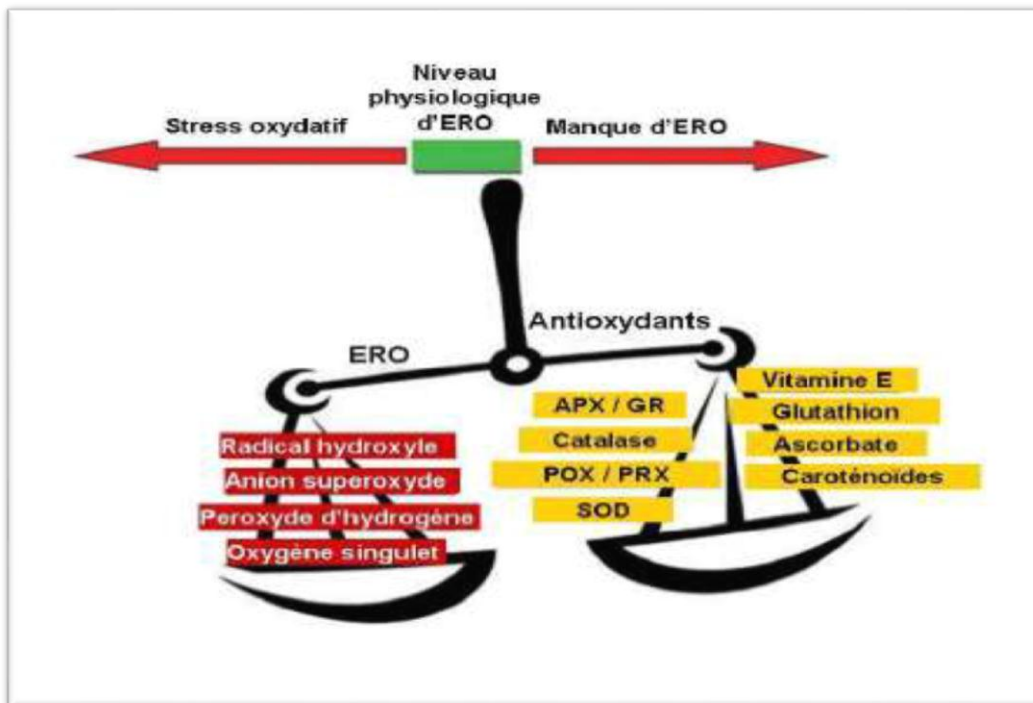 Niveau
physiologique
d'ERO
Stress oxydatif
Manque d'ERO
Antioxydants
ERO
Radical hydroxyle
Anion superoxyde
Peroxyde d'hydrogène
Oxygène singulet
APX / GR
Catalase
POX / PRX
SOD
Vitamine E
Glutathion
Ascorbate
Caroténoïdes